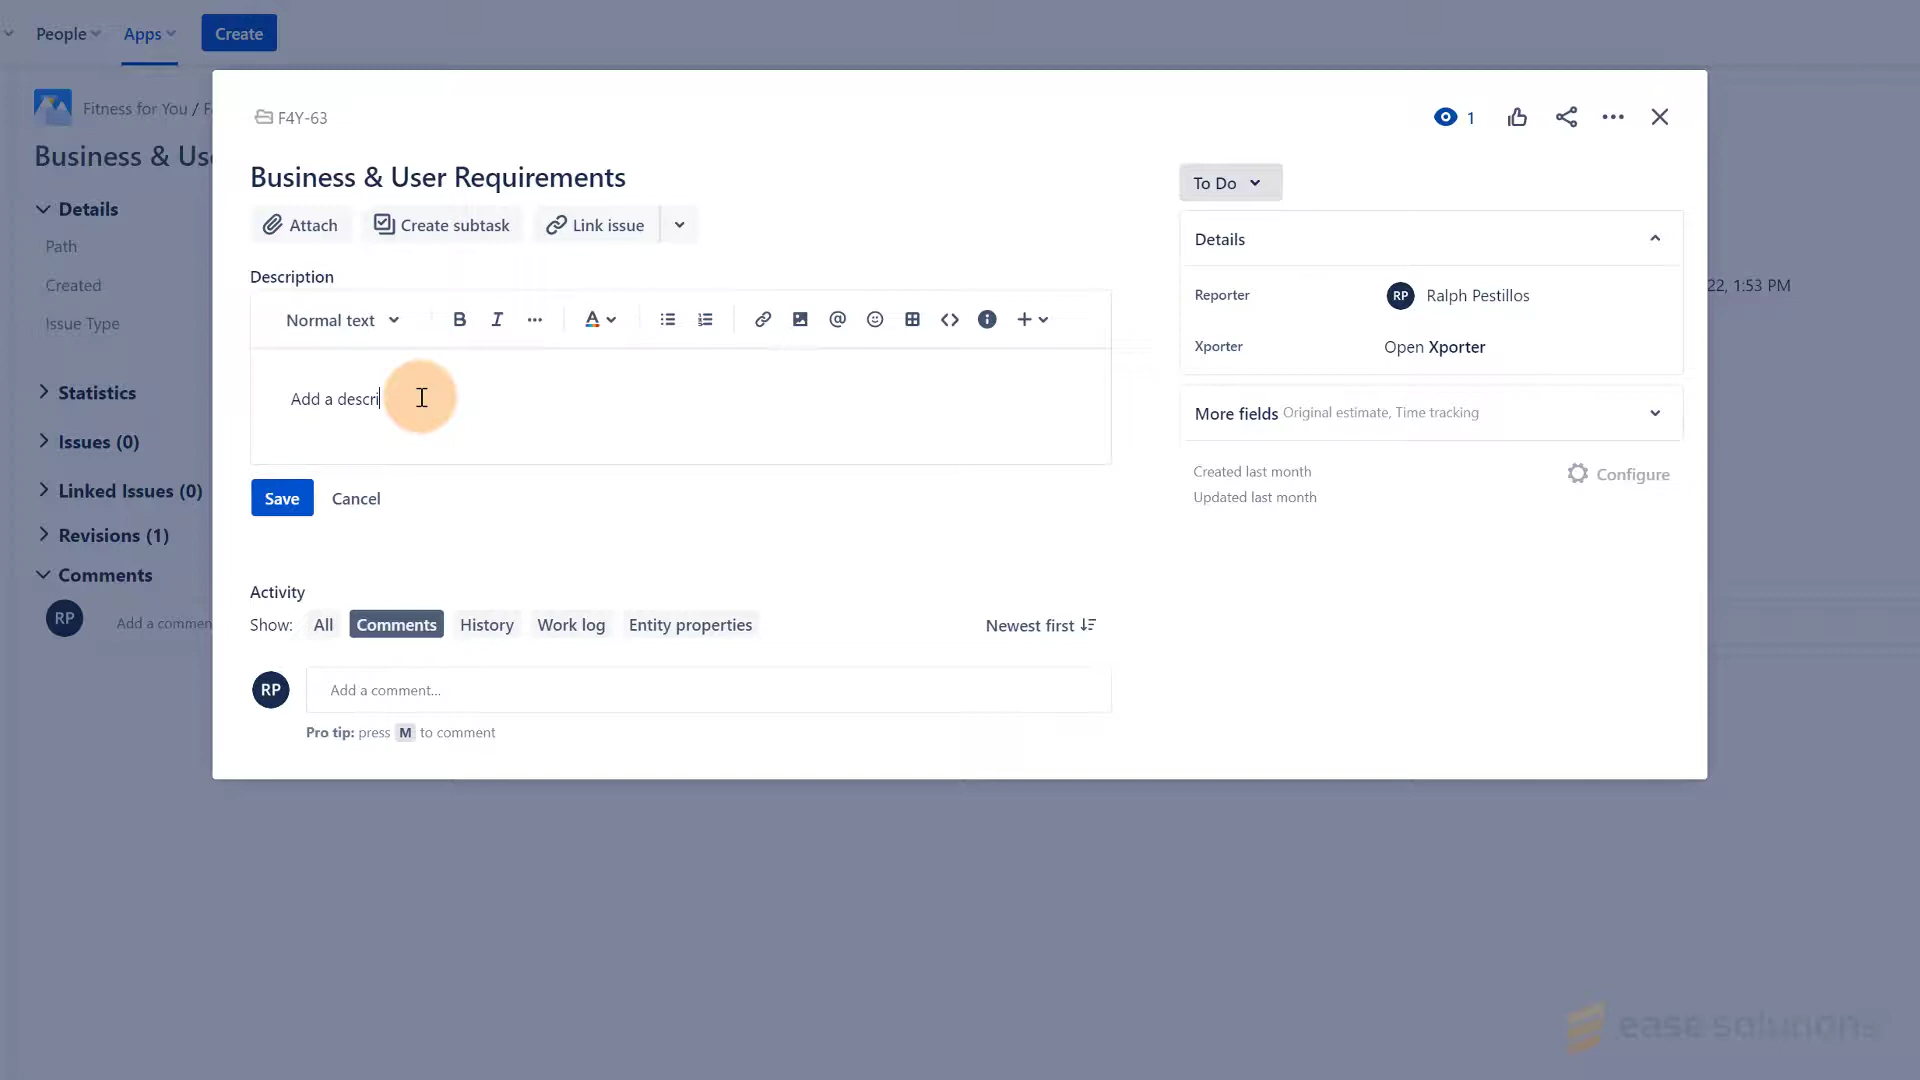 People
Apps
Create
Fitness for You / F
Business & Us
Details
Path
Created
22, 1:53 PM
Issue Type
Statistics
Issues (0)
Linked Issues (0)
Revisions (1)
Comments
RP
Add a commen
F4Y-63
1
Business & User Requirements
Attach
Create subtask
Link issue
Description
Normal text
B
I
A
@
Add a descri
Save
Cancel
Activity
Show:
All
Comments
History
Work log
Entity properties
Newest first
RP
Add a comment...
Pro tip: press M to comment
To Do
Details
Reporter
RP
Ralph Pestillos
Xporter
Open Xporter
More fields Original estimate, Time tracking
Created last month
Configure
Updated last month
ease solutions